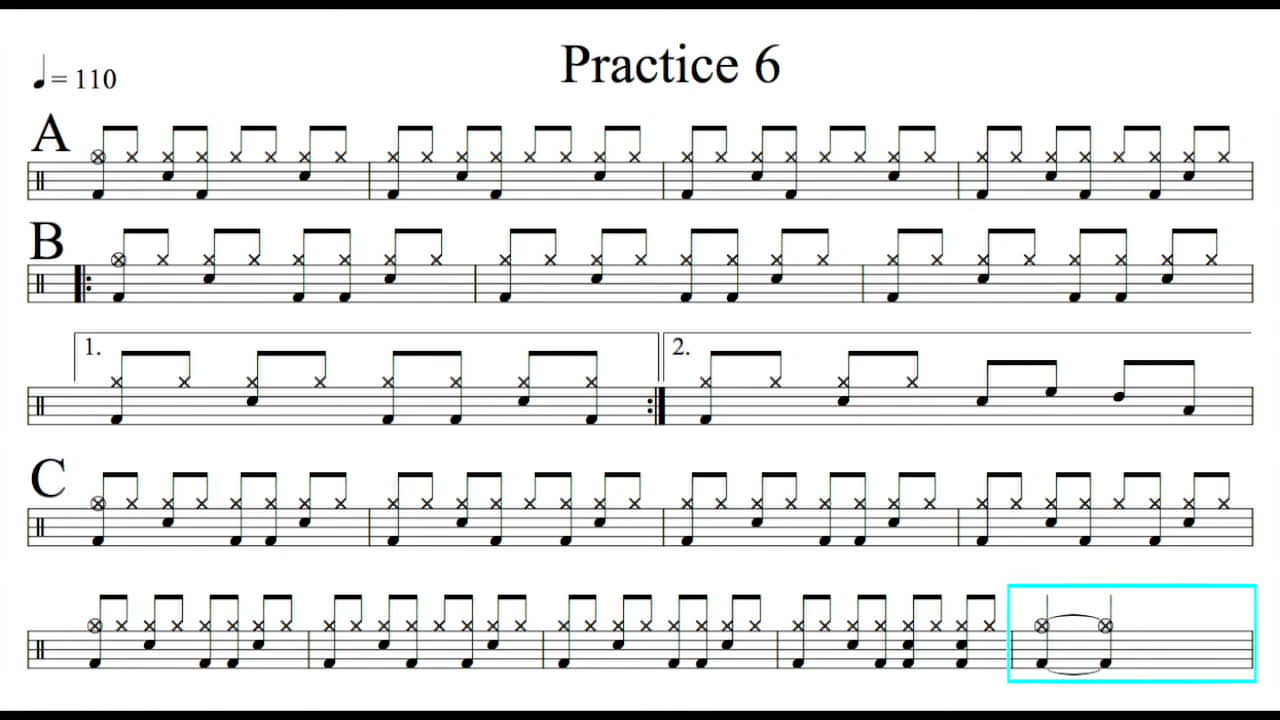 Practice 6
♩= 110
A
B
1. 2.
C